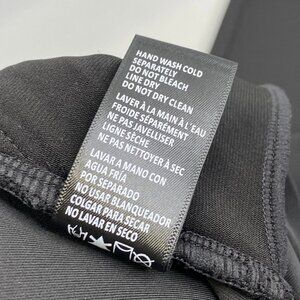 HAND WASH COLD
SEPARATELY
DO NOT BLEACH
LINE DRY
DO NOT DRY CLEAN
LAVER À LA MAIN À L'EAU
FROIDE SÉPARÉMENT
NE PAS JAVELLISER
LIGNE SÈCHE
NE PAS NETTOYER À SEC
LAVAR A MANO CON
AGUA FRÍA
POR SEPARADO
NO USAR BLANQUEADOR
COLGAR PARA SECAR
NO LAVAR EN SECO